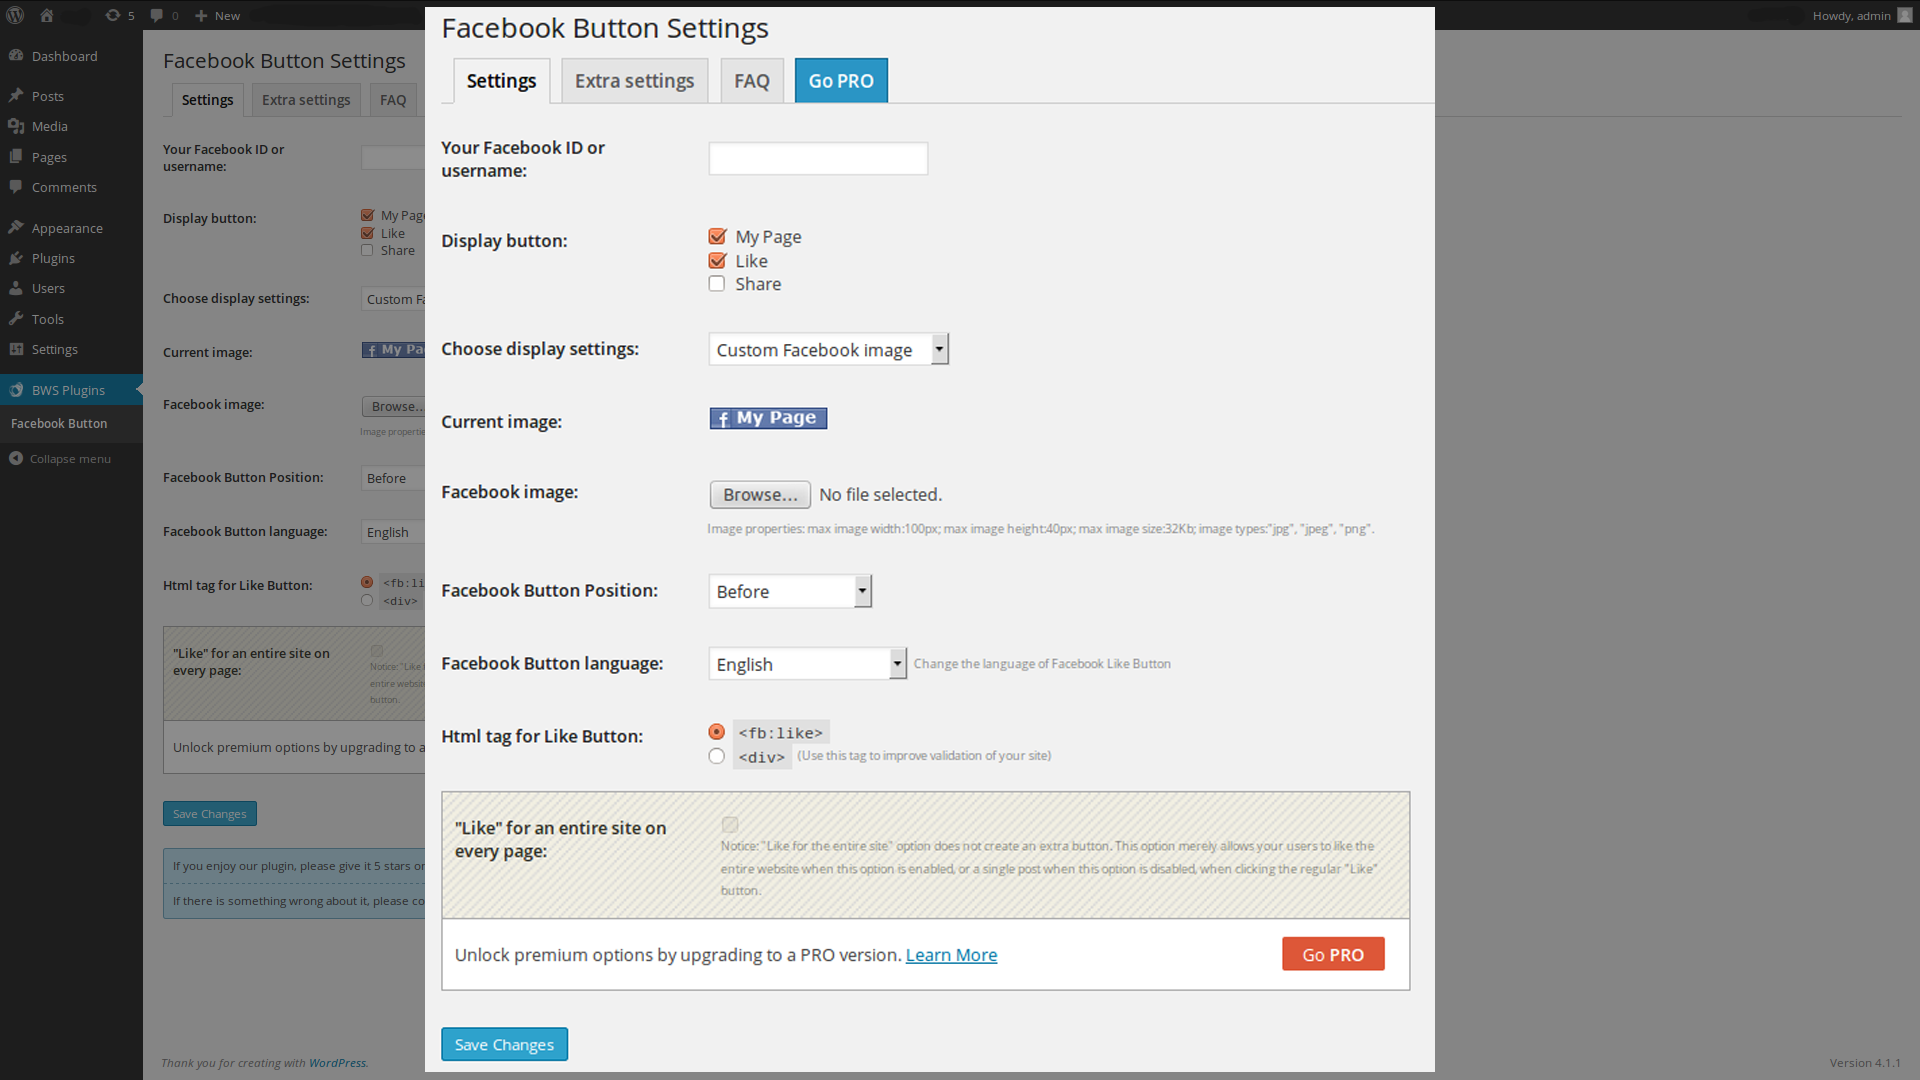 5
0
New
Howdy, admin
Dashboard
Posts
Media
Pages
Comments
Appearance
Plugins
Users
Tools
Settings
BWS Plugins
Facebook Button
Collapse menu
Facebook Button Settings
Settings
Extra settings
FAQ
Your Facebook ID or
username:
Display button:
My Page
Like
Share
Choose display settings:
Custom Fa
Current image:
f My Pa
Facebook image:
Browse...
Image propertie
Facebook Button Position:
Before
Facebook Button language:
English
Html tag for Like Button:
<fb:li
<div>
"Like" for an entire site on
every page:
Notice: "Like
entire website
button.
Unlock premium options by upgrading to a
Save Changes
If you enjoy our plugin, please give it 5 stars or
If there is something wrong about it, please co
Thank you for creating with WordPress.
Version 4.1.1
Facebook Button Settings
Settings
Extra settings
FAQ
Go PRO
Your Facebook ID or
username:
Display button:
My Page
Like
Share
Choose display settings:
Custom Facebook image
Current image:
f My Page
Facebook image:
Browse... No file selected.
Image properties: max image width:100px; max image height:40px; max image size:32Kb; image types:"jpg", "jpeg", "png".
Facebook Button Position:
Before
Facebook Button language:
English
Change the language of Facebook Like Button
Html tag for Like Button:
<fb:like>
<div> (Use this tag to improve validation of your site)
"Like" for an entire site on
every page:
Notice: "Like for the entire site" option does not create an extra button. This option merely allows your users to like the
entire website when this option is enabled, or a single post when this option is disabled, when clicking the regular "Like"
button.
Unlock premium options by upgrading to a PRO version. Learn More
Go PRO
Save Changes